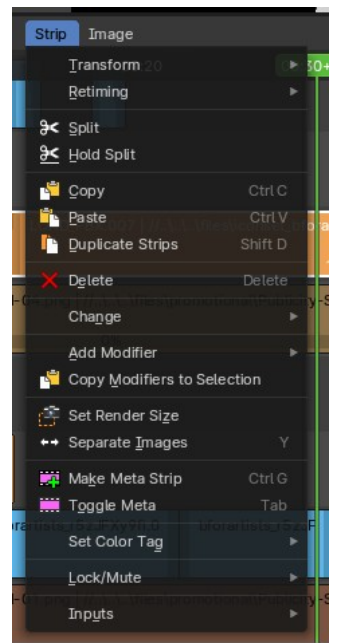 Strip Image
Transform
Retiming
Split
Hold Split
Copy Ctrl C
Paste Ctrl V
Duplicate Strips Shift D
Delete Delete
Change
Add Modifier
Copy Modifiers to Selection
Set Render Size
Separate Images Y
Make Meta Strip Ctrl G
Toggle Meta Tab
Set Color Tag
Lock/Mute
Inputs